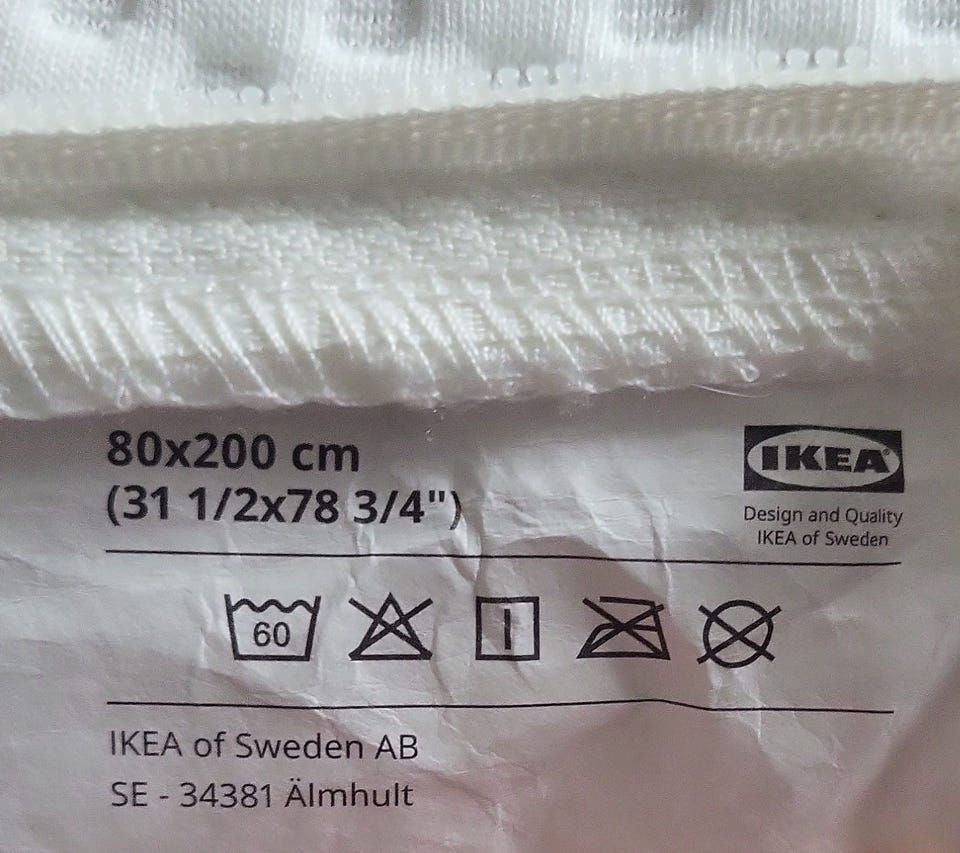 80x200 cm
(31 1/2x78 3/4")
IKEA®
Design and Quality
IKEA of Sweden
60
IKEA of Sweden AB
SE - 34381 Älmhult